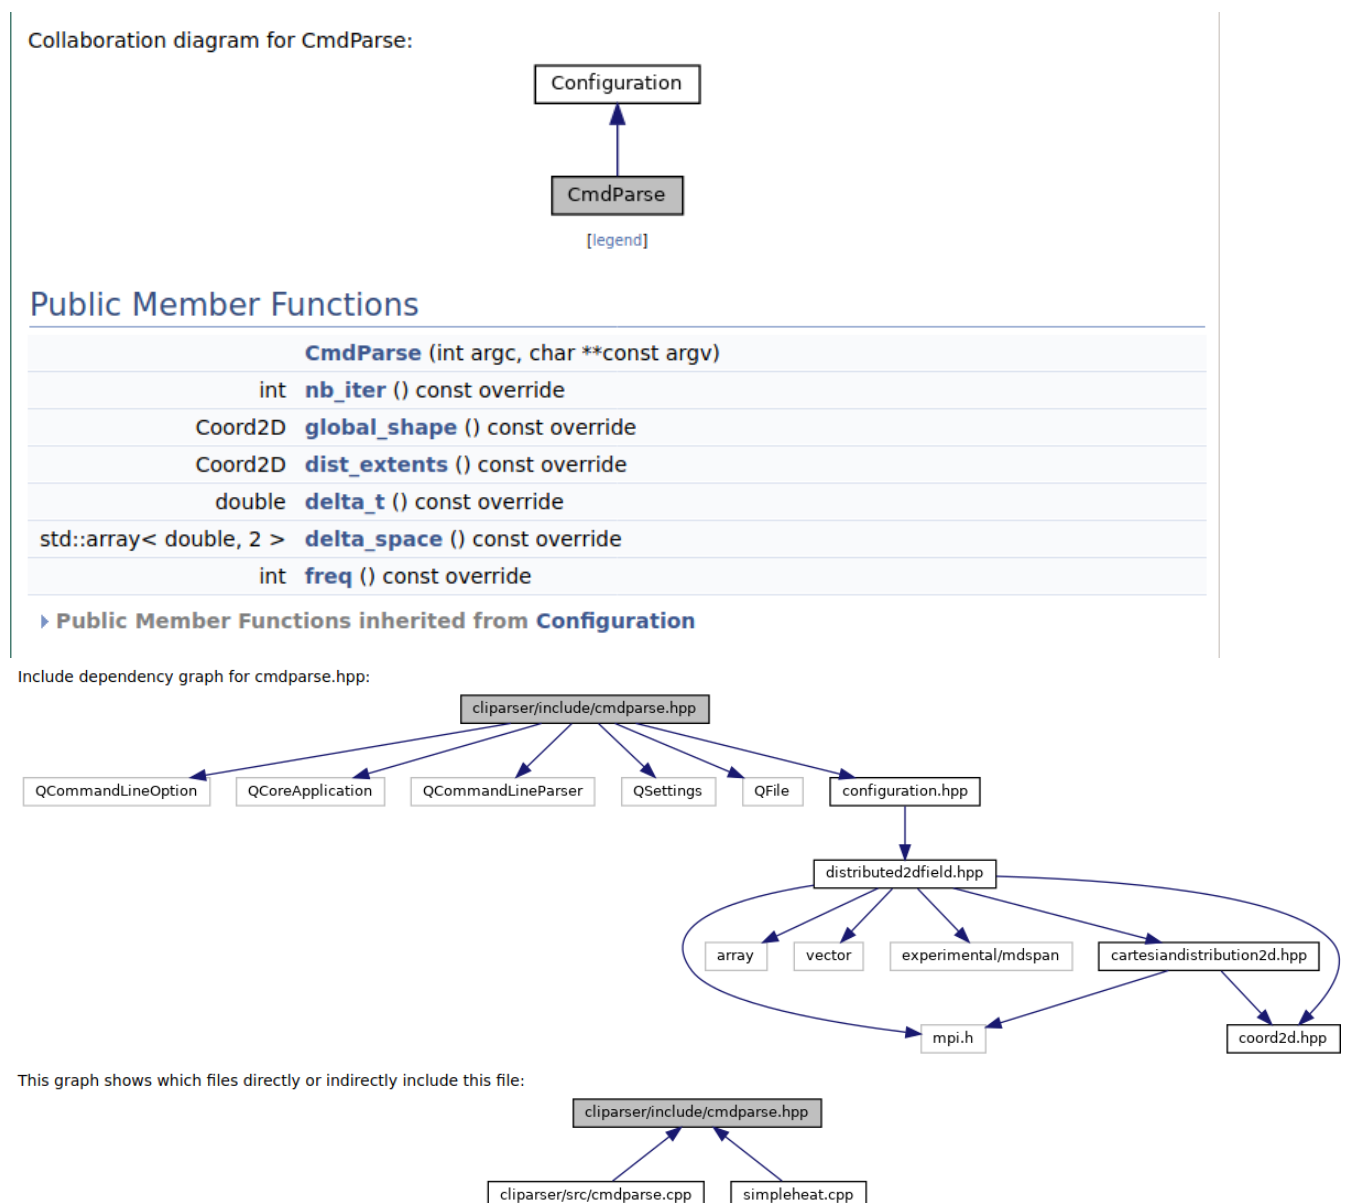 Collaboration diagram for CmdParse:
Configuration
CmdParse
[legend]
Public Member Functions
CmdParse (int argc, char **const argv)
int nb_iter () const override
Coord2D global_shape () const override
Coord2D dist_extents () const override
double delta_t () const override
std::array< double, 2 > delta_space () const override
int freq () const override
Public Member Functions inherited from Configuration
Include dependency graph for cmdparse.hpp:
cliparser/include/cmdparse.hpp
QCommandLineOption QCoreApplication QCommandLineParser QSettings QFile configuration.hpp
distributed2dfield.hpp
array vector experimental/mdspan cartesiandistribution2d.hpp
mpi.h coord2d.hpp
This graph shows which files directly or indirectly include this file:
cliparser/include/cmdparse.hpp
cliparser/src/cmdparse.cpp simpleheat.cpp